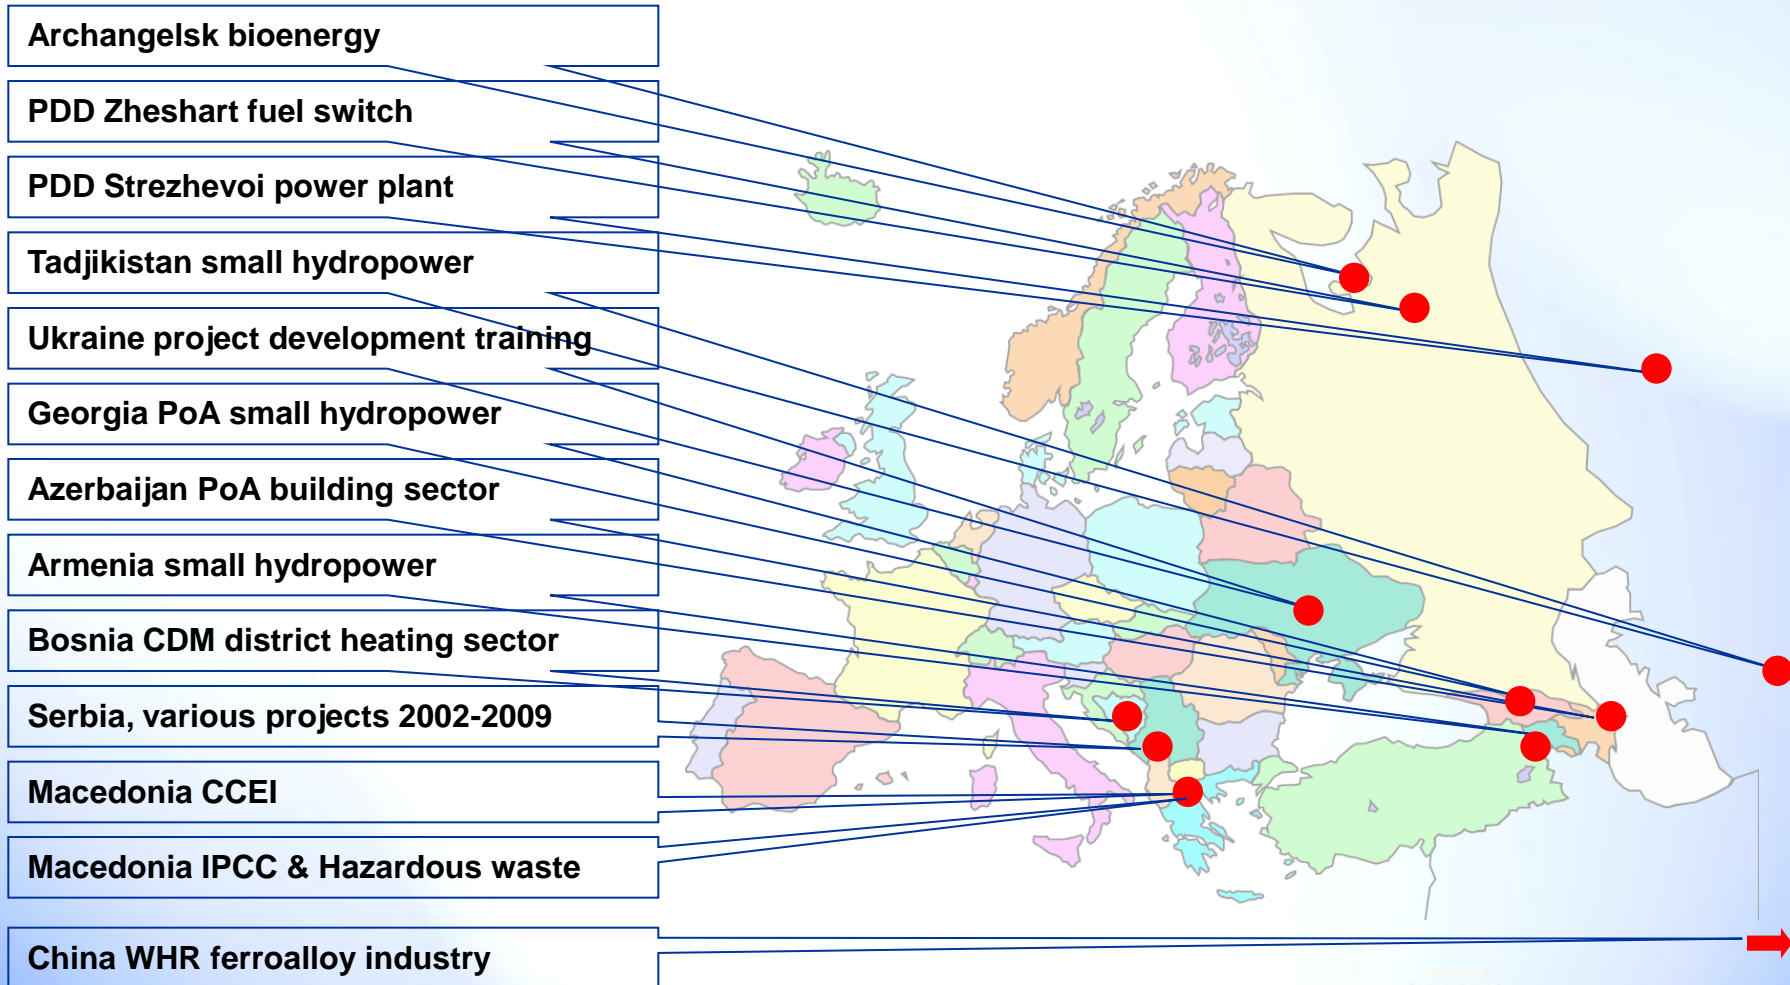 Archangelsk bioenergy
PDD Zheshart fuel switch
PDD Strezhevoi power plant
Tadjikistan small hydropower
Ukraine project development training
Georgia PoA small hydropower
Azerbaijan PoA building sector
Armenia small hydropower
Bosnia CDM district heating sector
Serbia, various projects 2002-2009
Macedonia CCEI
Macedonia IPCC & Hazardous waste
China WHR ferroalloy industry